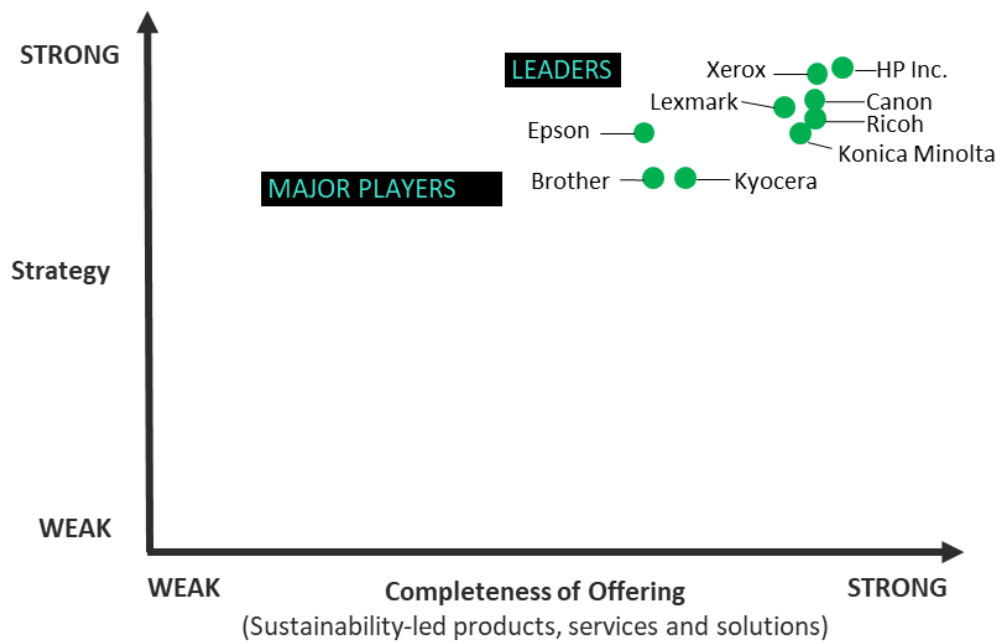 STRONG
LEADERS
Xerox
HP Inc.
Lexmark
Canon
Epson
Ricoh
Konica Minolta
MAJOR PLAYERS
Brother
Kyocera
Strategy
WEAK
WEAK
Completeness of Offering
STRONG
(Sustainability-led products, services and solutions)